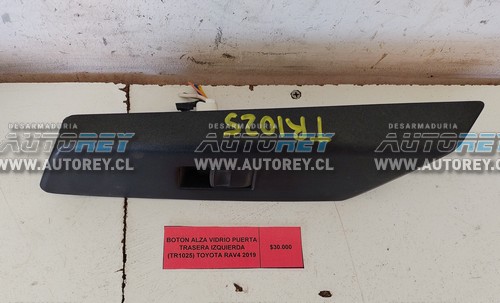 TR1025
DESARMADURIA DESARMADURIA DESARMADURIA
AUTOREY AUTOREY AUTOREY
WWW.AUTOREY.CL WWW.AUTOREY.CL WWW.AUTOREY.CL
BOTON ALZA VIDRIO PUERTA
TRASERA IZQUIERDA
(TR1025) TOYOTA RAV4 2019
$30.000